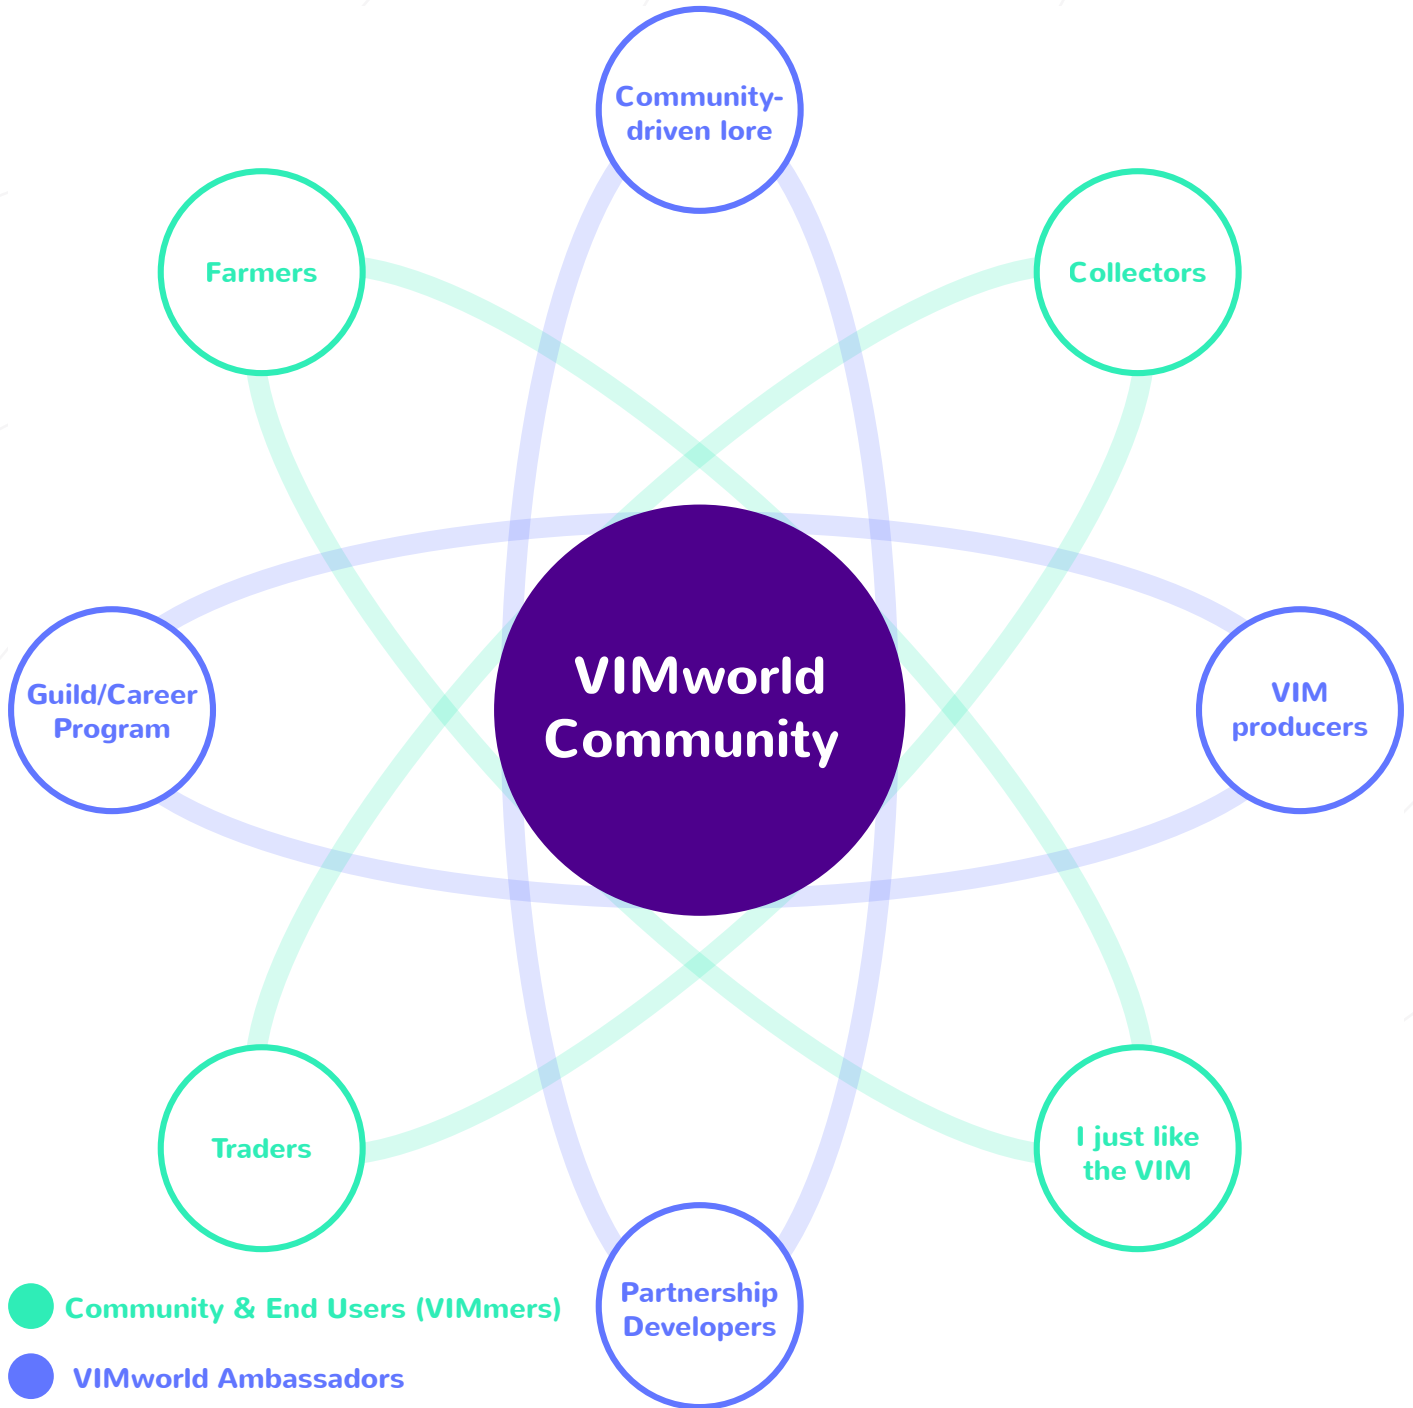 Community-
driven lore
Farmers
Collectors
VIMworld
Community
Guild/Career
Program
VIM
producers
Traders
I just like
the VIM
Partnership
Developers
Community & End Users (VIMmers)
VIMworld Ambassadors